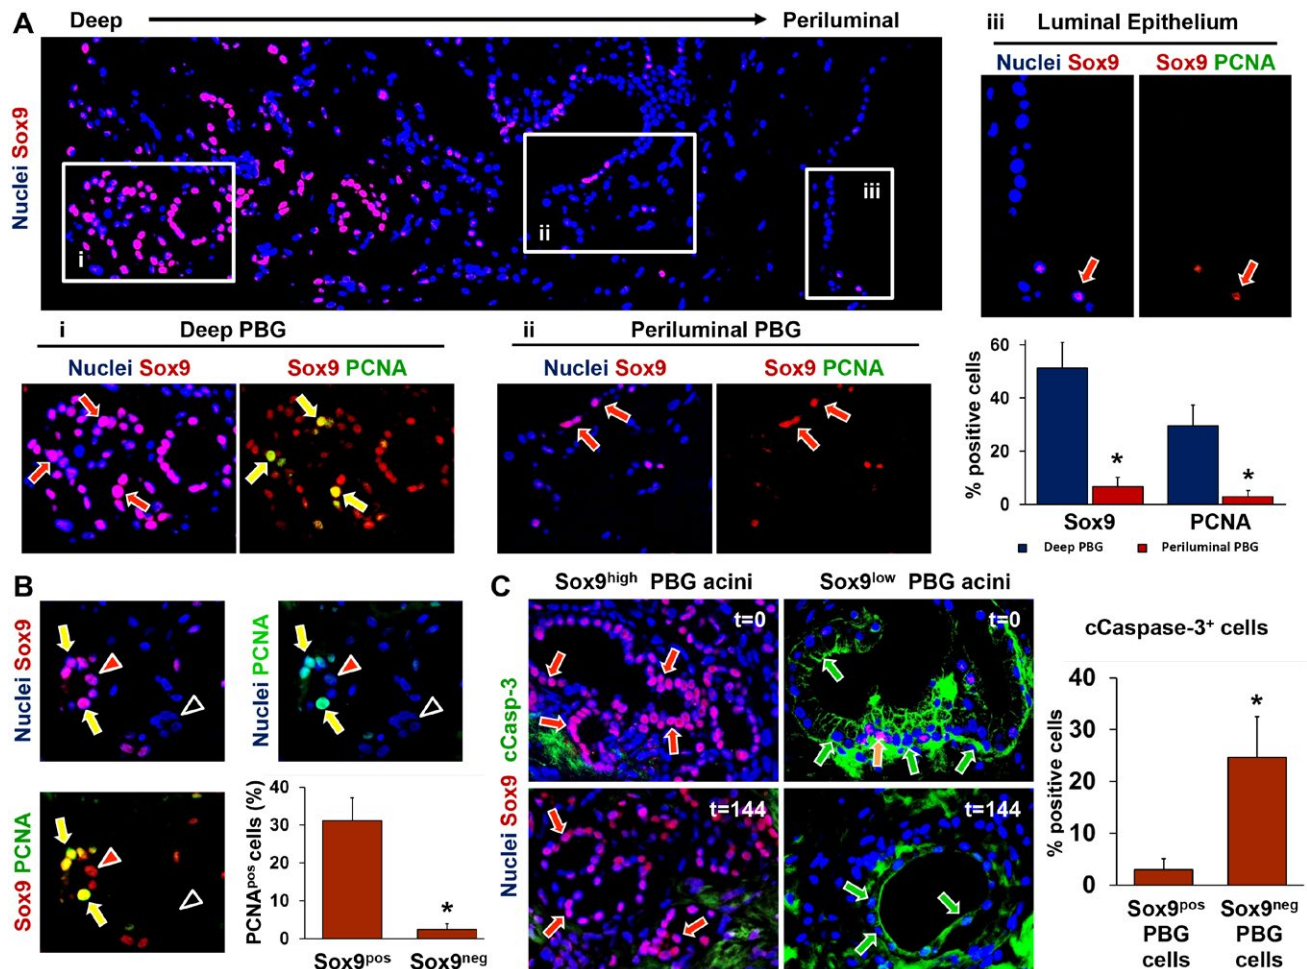 A
Deep
Periluminal
Nuclei Sox9
i
ii
iii
iii Luminal Epithelium
Nuclei Sox9
Sox9 PCNA
i Deep PBG
Nuclei Sox9
Sox9 PCNA
ii Periluminal PBG
Nuclei Sox9
Sox9 PCNA
% positive cells
60
40
20
0
*
*
Sox9
PCNA
Deep PBG
Periluminal PBG
B
Nuclei Sox9
Nuclei PCNA
Sox9 PCNA
PCNApos cells (%)
40
30
20
10
0
*
Sox9pos
Sox9neg
C
Sox9high PBG acini
Sox9low PBG acini
Nuclei Sox9 cCasp-3
t=0
t=0
t=144
t=144
cCaspase-3+ cells
% positive cells
40
30
20
10
0
*
Sox9pos
PBG
cells
Sox9neg
PBG
cells